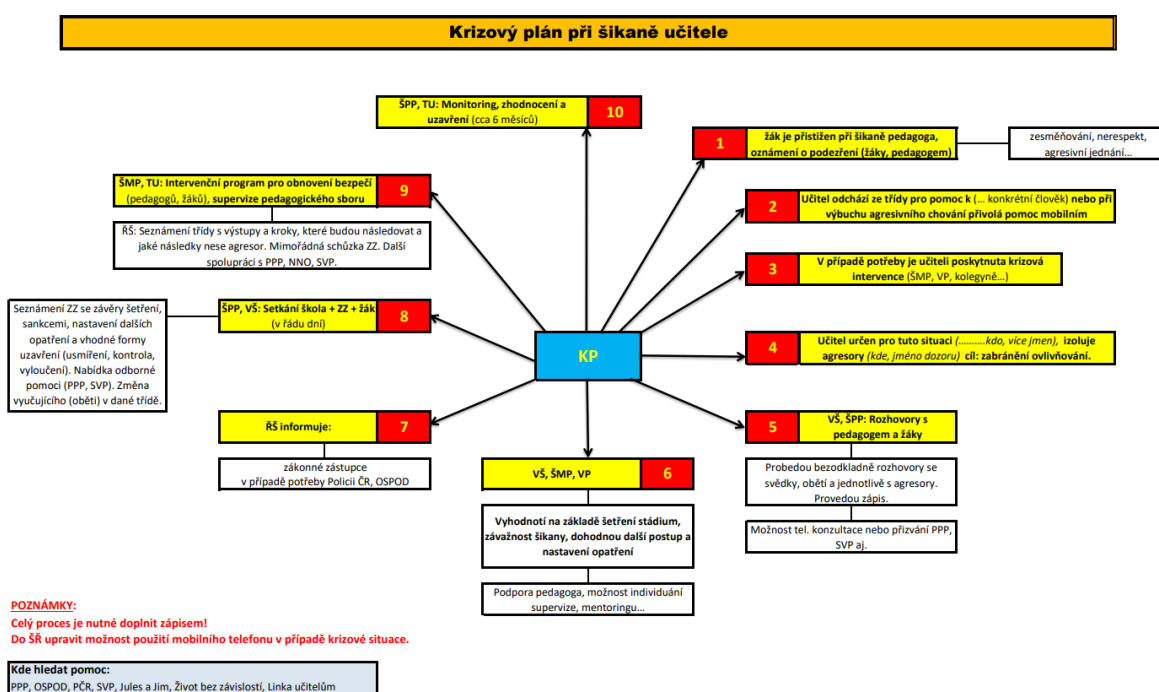 Krizový plán při šikaně učitele
ŠPP, TU: Monitoring, zhodnocení a
uzavření (cca 6 měsíců)
10
1
žák je přistižen při šikaně pedagoga,
oznámení o podezření (žáky, pedagogem)
zesměňování, nerespekt,
agresivní jednání…
2
Učitel odchází ze třídy pro pomoc k (… konkrétní člověk) nebo při
výbuchu agresivního chování přivolá pomoc mobilním
3
V případě potřeby je učiteli poskytnuta krizová
intervence (ŠMP, VP, kolegyně…)
4
Učitel určen pro tuto situaci (……….kdo, více jmen), izoluje
agresory (kde, jméno dozoru) cíl: zabránění ovlivňování.
KP
5
VŠ, ŠPP: Rozhovory s
pedagogem a žáky
Probedou bezodkladně rozhovory se
svědky, obětí a jednotlivě s agresory.
Provedou zápis.
Možnost tel. konzultace nebo přizvání PPP,
SVP aj.
VŠ, ŠMP, VP
6
Vyhodnotí na základě šetření stádium,
závažnost šikany, dohodnou další postup a
nastavení opatření
Podpora pedagoga, možnost individuání
supervize, mentoringu…
ŘŠ informuje:
7
zákonné zástupce
v případě potřeby Policii ČR, OSPOD
ŠPP, VŠ: Setkání škola + ZZ + žák
(v řádu dní)
8
Seznámení ZZ se závěry šetření,
sankcemi, nastavení dalších
opatření a vhodné formy
uzavření (usmíření, kontrola,
vyloučení). Nabídka odborné
pomoci (PPP, SVP). Změna
vyučujícího (oběti) v dané třídě.
ŠMP, TU: Intervenční program pro obnovení bezpečí
(pedagogů, žáků), supervize pedagogického sboru
9
ŘŠ: Seznámení třídy s výstupy a kroky, které budou následovat a
jaké následky nese agresor. Mimořádná schůzka ZZ. Další
spolupráci s PPP, NNO, SVP.
POZNÁMKY:
Celý proces je nutné doplnit zápisem!
Do ŠŘ upravit možnost použití mobilního telefonu v případě krizové situace.
Kde hledat pomoc:
PPP, OSPOD, PČR, SVP, Jules a Jim, Život bez závislostí, Linka učitelům